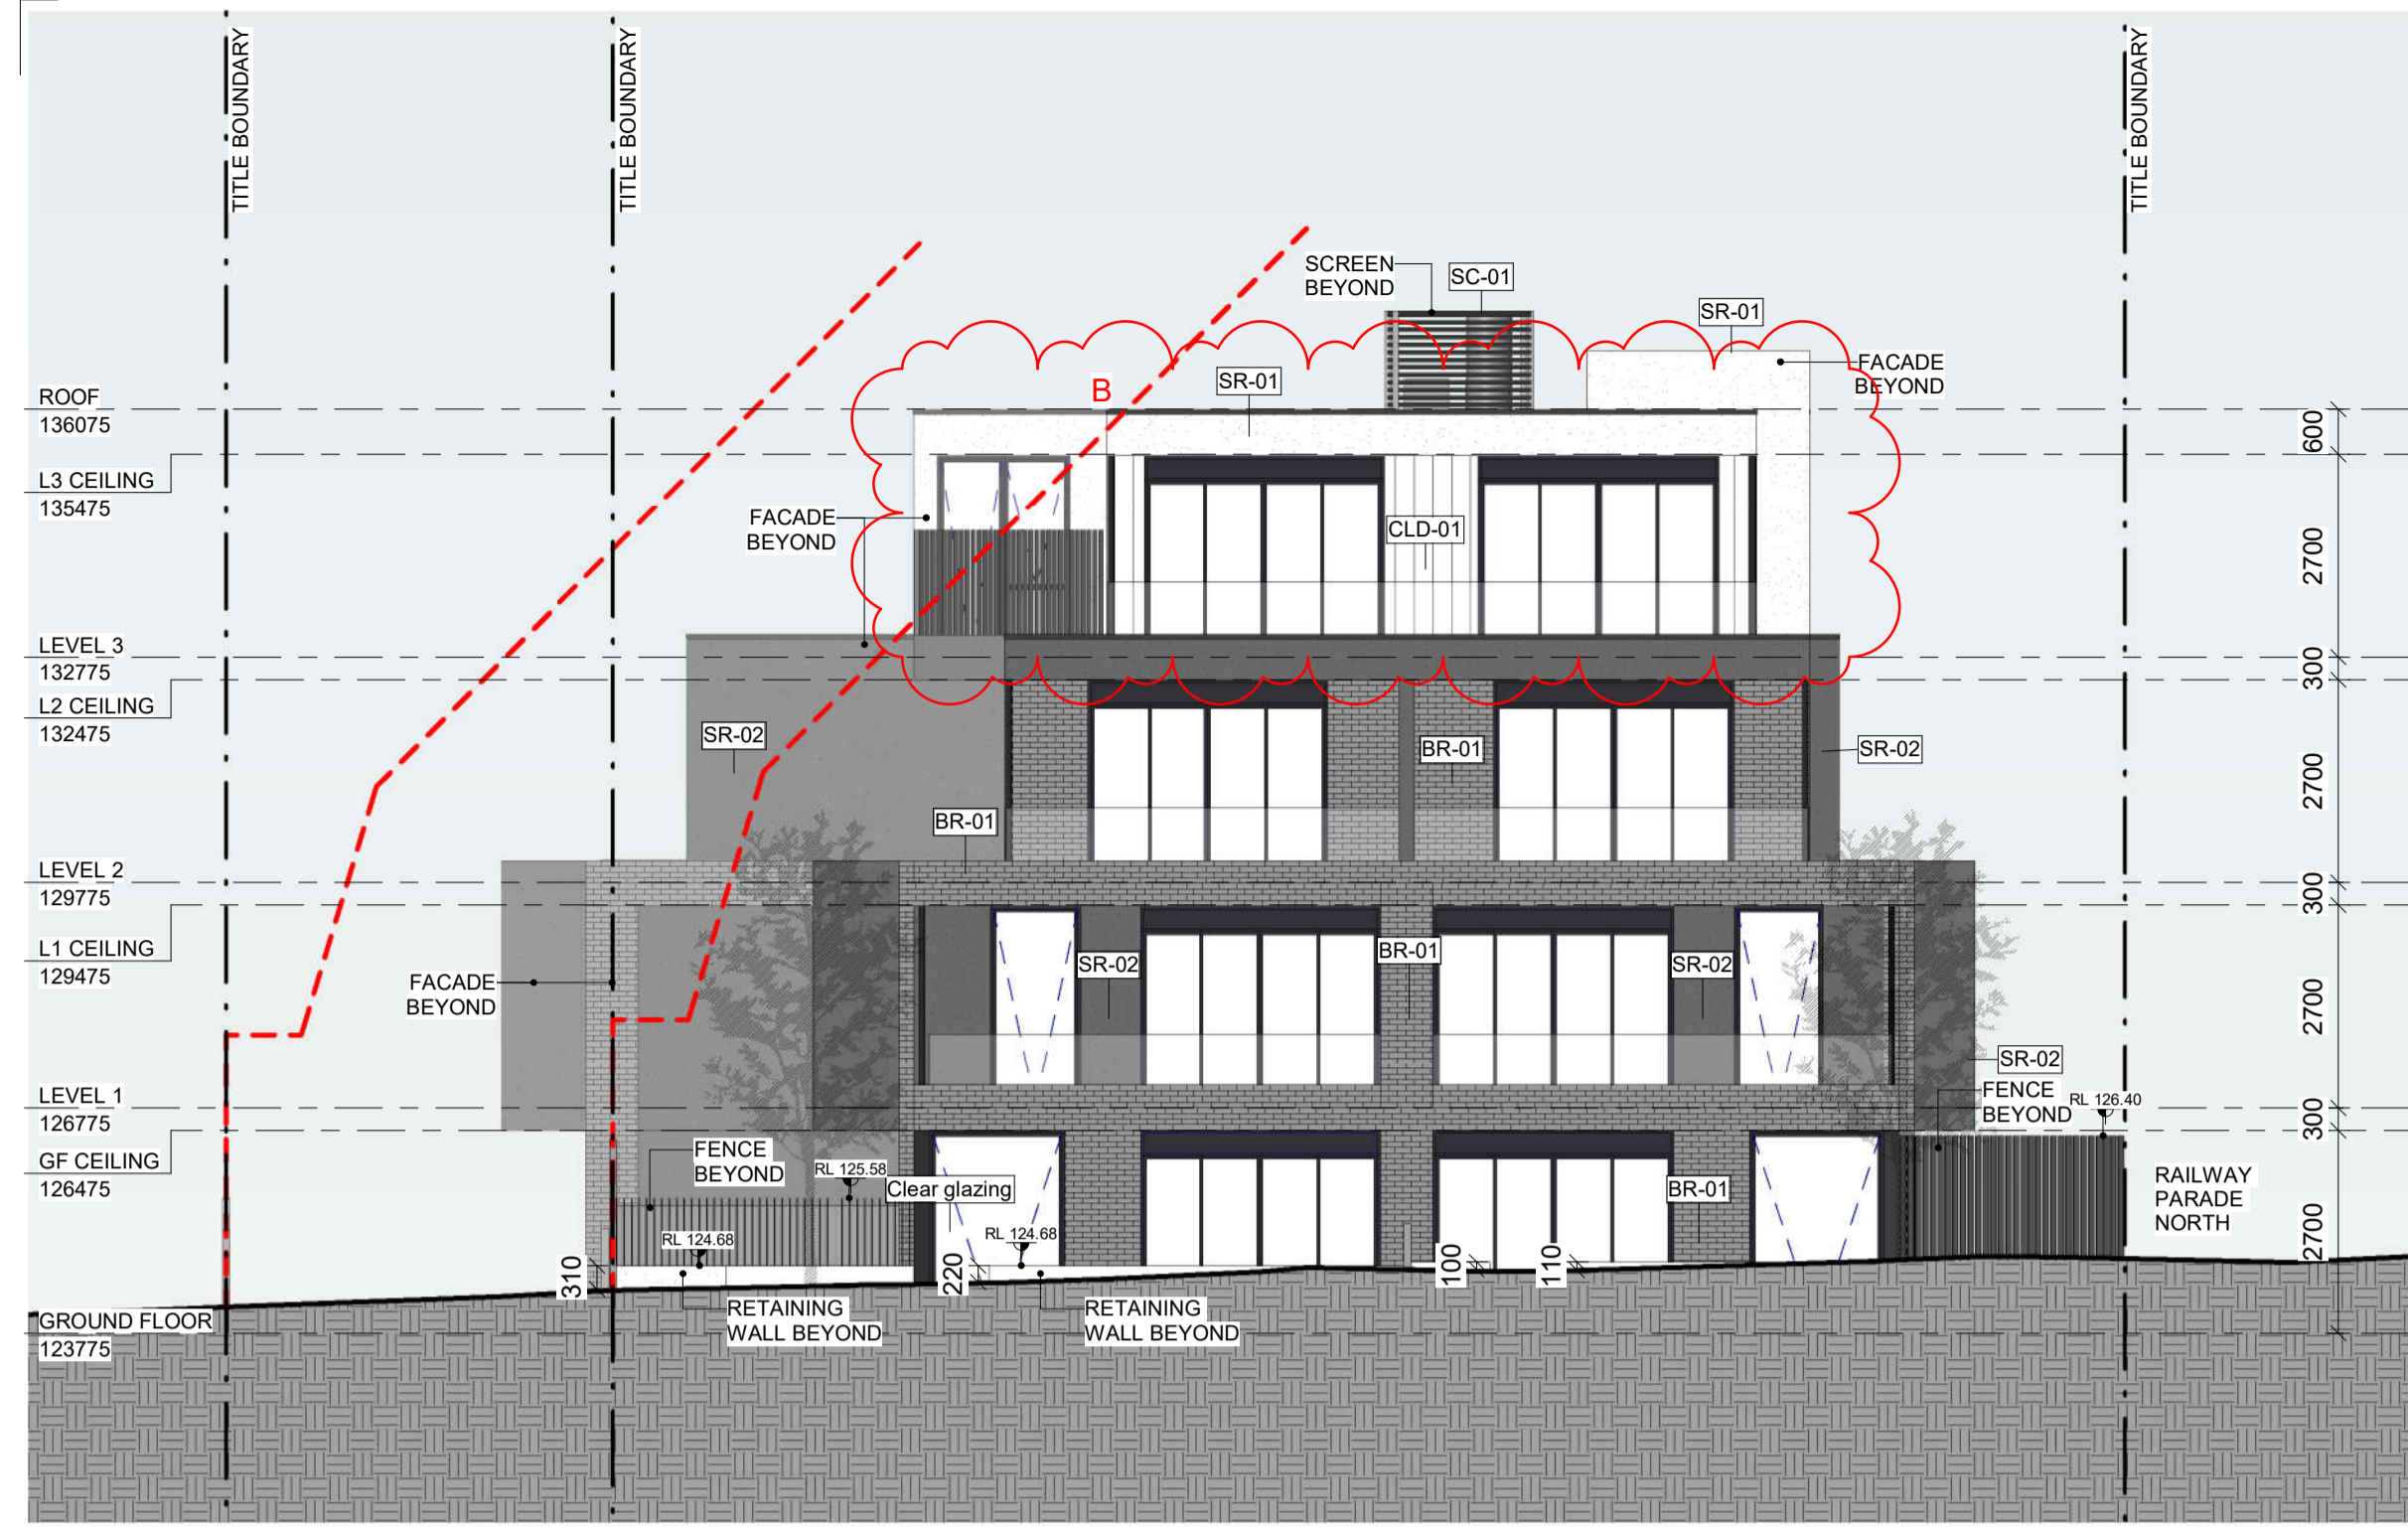 TITLE BOUNDARY
TITLE BOUNDARY
TITLE BOUNDARY
SCREEN
BEYOND
SC-01
SR-01
FACADE
BEYOND
B
SR-01
ROOF
136075
600
L3 CEILING
135475
FACADE
BEYOND
CLD-01
2700
LEVEL 3
132775
300
L2 CEILING
132475
SR-02
BR-01
SR-02
2700
BR-01
LEVEL 2
129775
300
L1 CEILING
129475
FACADE
BEYOND
SR-02
BR-01
SR-02
2700
SR-02
FENCE
BEYOND
RL 126.40
LEVEL 1
126775
300
GF CEILING
126475
FENCE
BEYOND
RL 125.58
Clear glazing
BR-01
RAILWAY
PARADE
NORTH
2700
RL 124.68
RL 124.68
310
220
100
110
RETAINING
WALL BEYOND
RETAINING
WALL BEYOND
GROUND FLOOR
123775